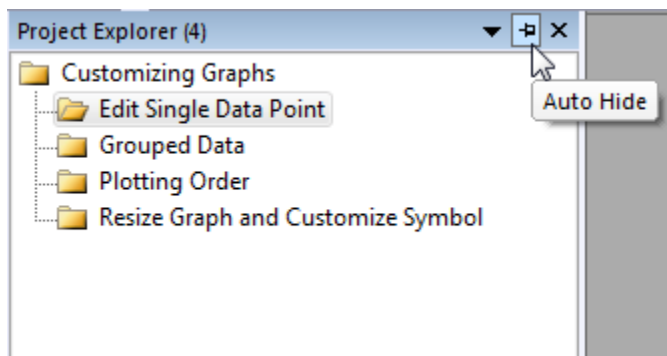 Project Explorer (4)
Auto Hide
Customizing Graphs
Edit Single Data Point
Grouped Data
Plotting Order
Resize Graph and Customize Symbol